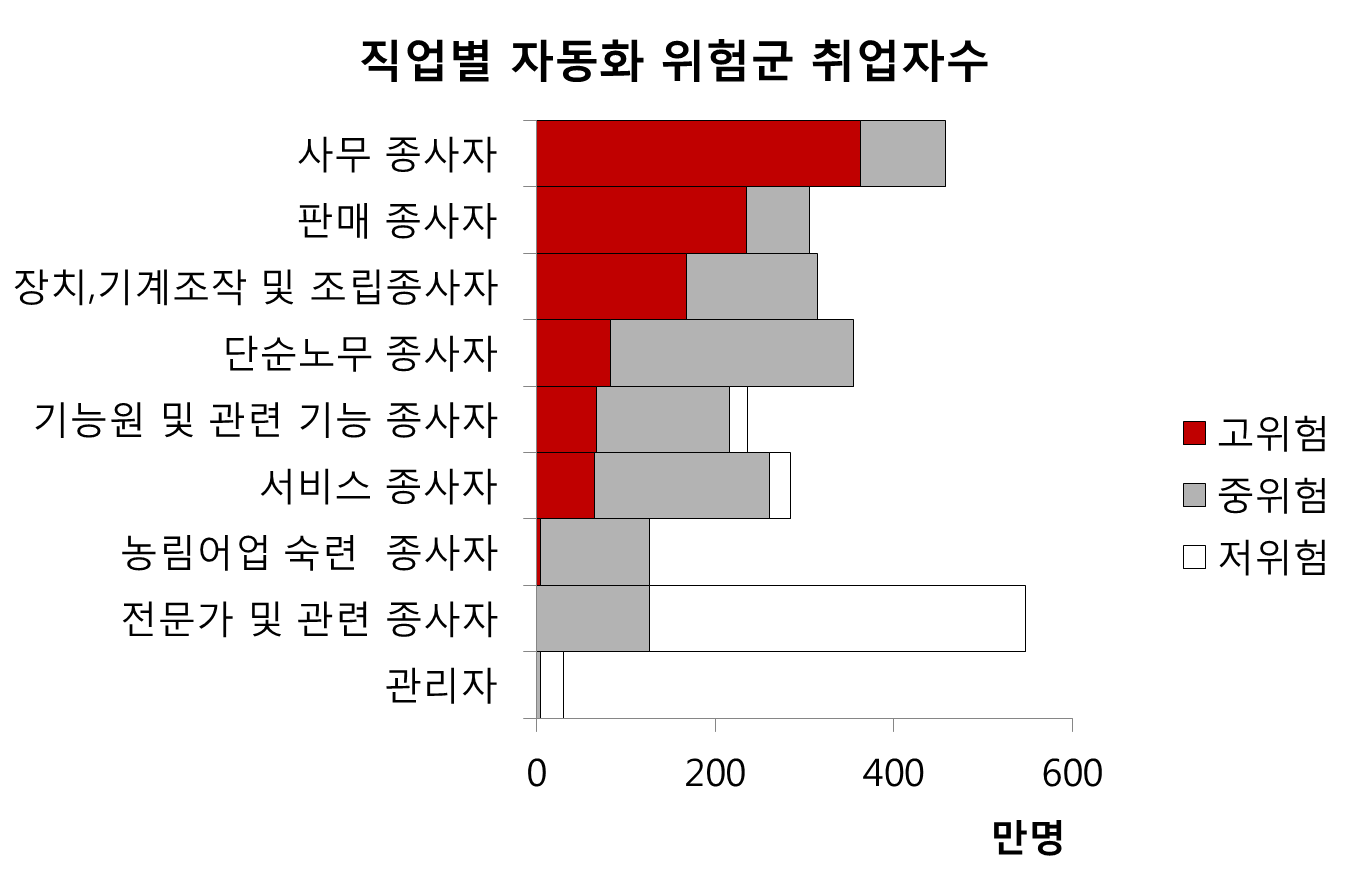 직업별 자동화 위험군 취업자수
사무 종사자
판매 종사자
장치,기계조작 및 조립종사자
단순노무 종사자
기능원 및 관련 기능 종사자
서비스 종사자
농림어업 숙련  종사자
전문가 및 관련 종사자
관리자
고위험
중위험
저위험
0 200 400 600
만명